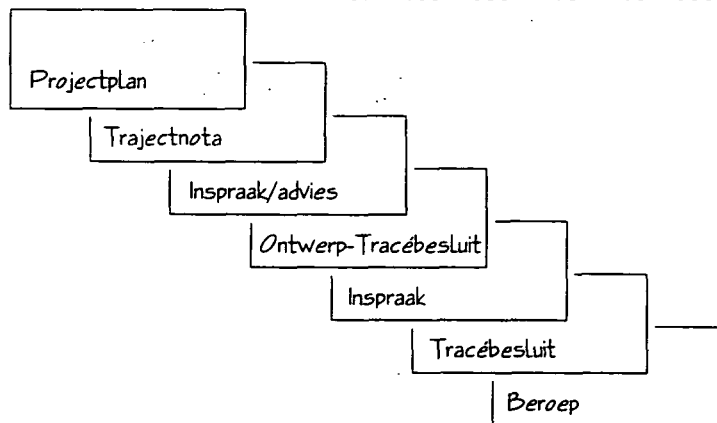 Projectplan
Trajectnota
Inspraak/advies
Ontwerp-Tracébesluit
Inspraak
Tracébesluit
Beroep